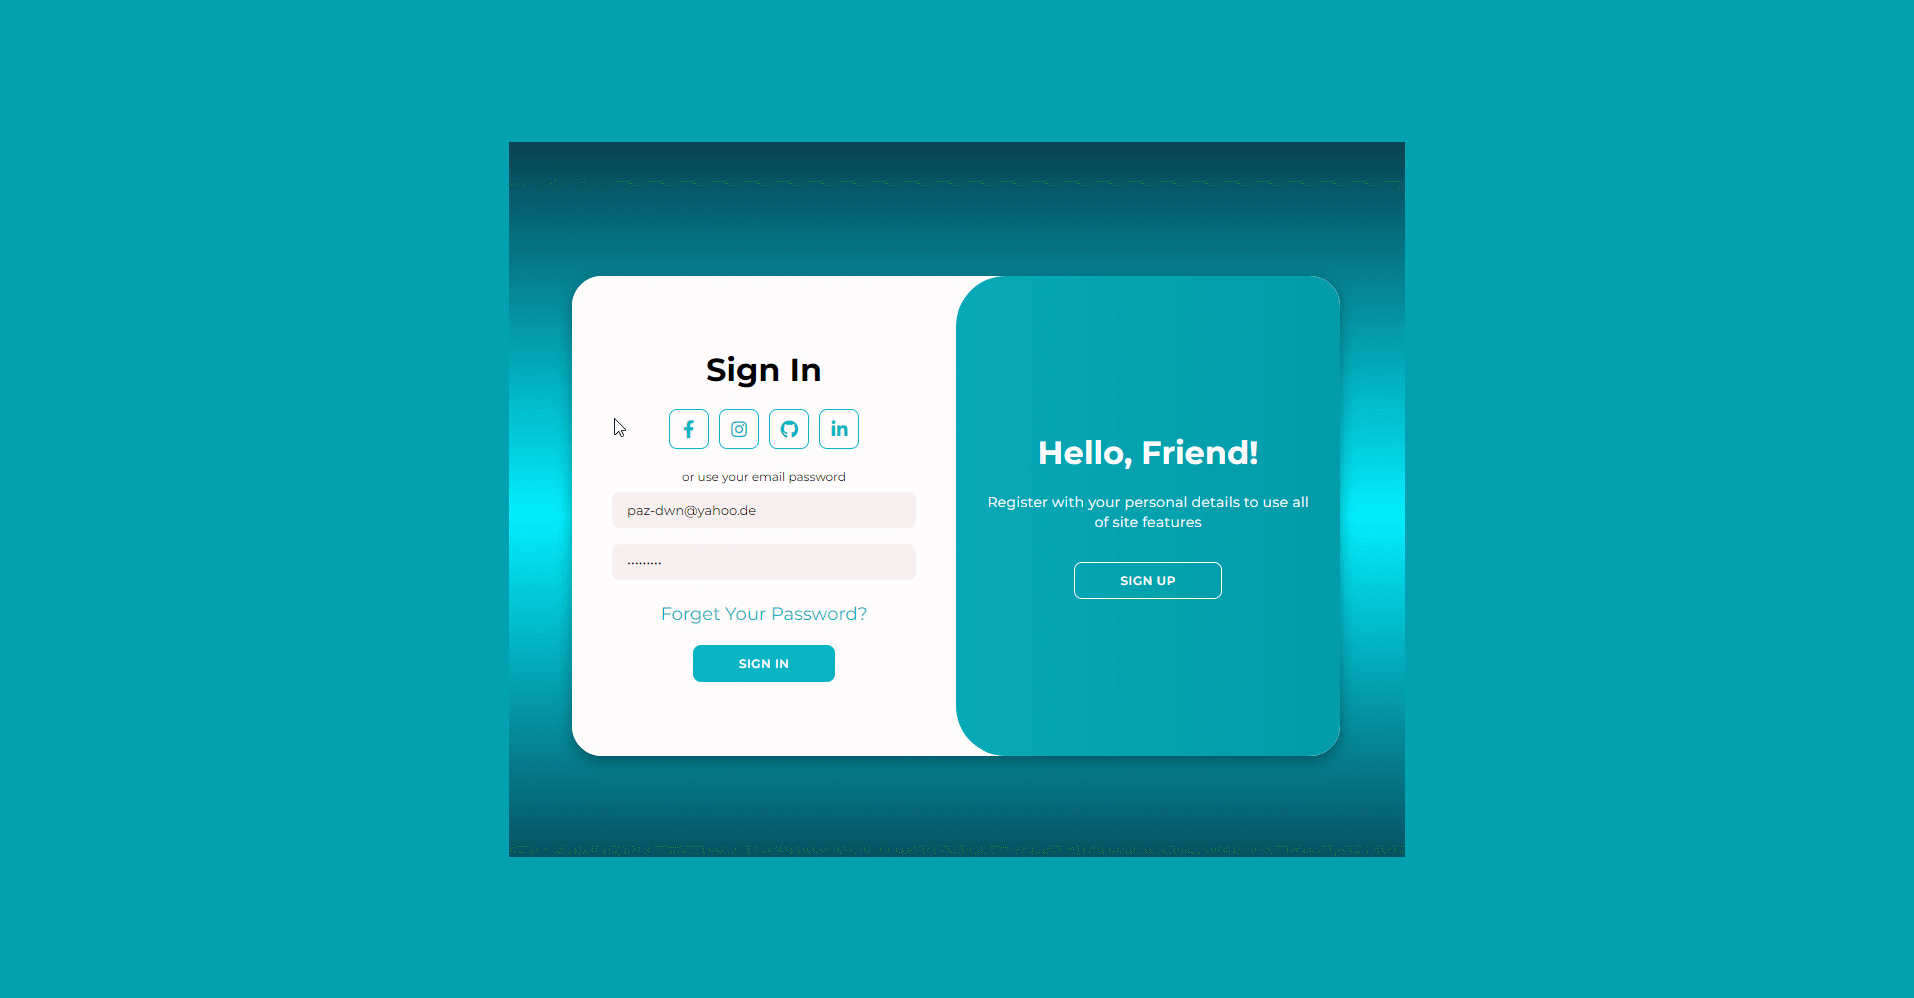 Sign In
or use your email password
paz-dwn@yahoo.de
.........
Forget Your Password?
SIGN IN
Hello, Friend!
Register with your personal details to use all
of site features
SIGN UP